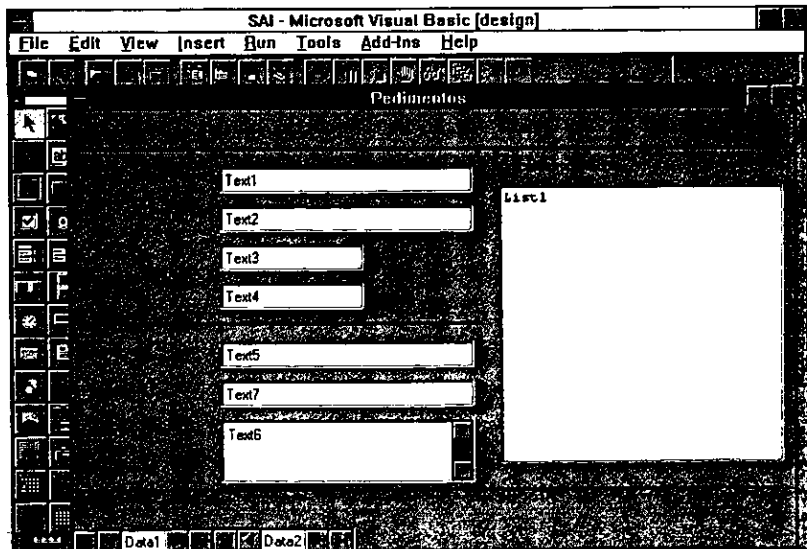 SAI - Microsoft Visual Basic [design]
File Edit View Insert Run Tools Add-Ins Help
Pedimentos
Text1
List1
Text2
Text3
Text4
Text5
Text7
Text6
Data1 Data2